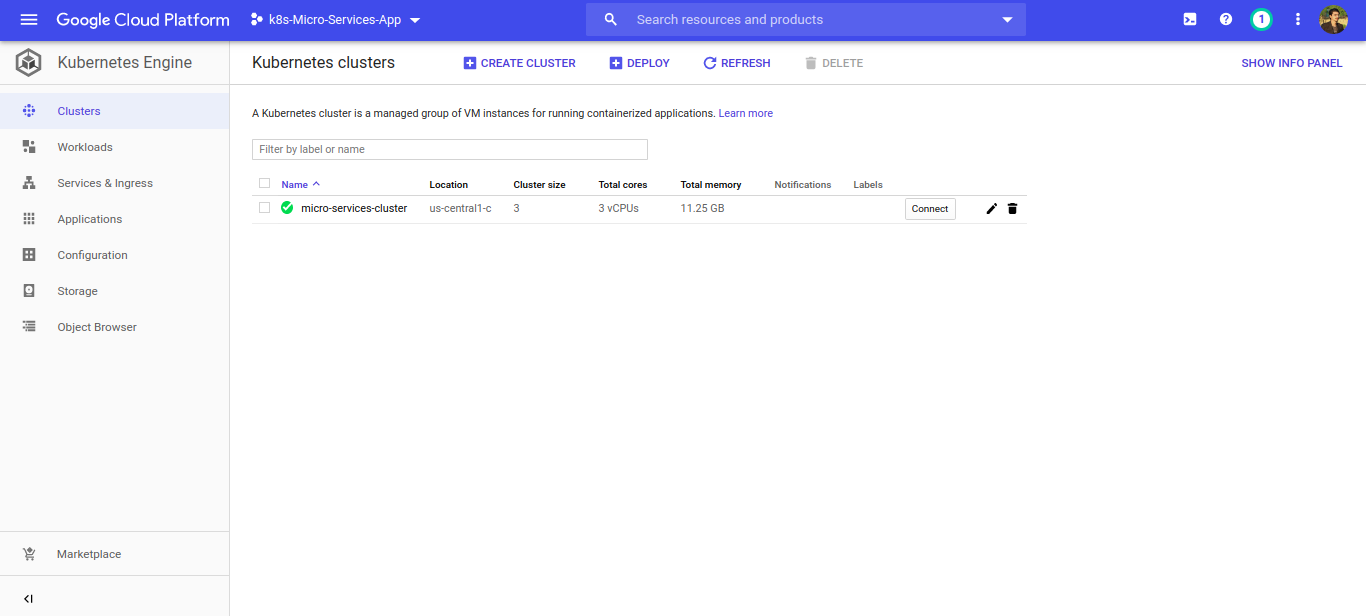 Google Cloud Platform k8s-Micro-Services-App Search resources and products 1
Kubernetes Engine
Kubernetes clusters CREATE CLUSTER DEPLOY REFRESH DELETE SHOW INFO PANEL
Clusters
Workloads
Services & Ingress
Applications
Configuration
Storage
Object Browser
Marketplace
A Kubernetes cluster is a managed group of VM instances for running containerized applications. Learn more
Filter by label or name
Name Location Cluster size Total cores Total memory Notifications Labels
micro-services-cluster us-central1-c 3 3 vCPUs 11.25 GB Connect